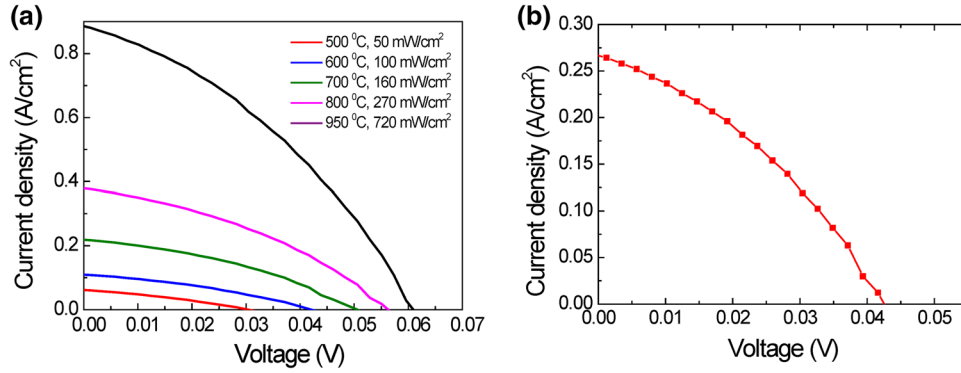 (a)
Current density (A/cm²)
0.8
0.6
0.4
0.2
0.0
500 ⁰C, 50 mW/cm²
600 ⁰C, 100 mW/cm²
700 ⁰C, 160 mW/cm²
800 ⁰C, 270 mW/cm²
950 ⁰C, 720 mW/cm²
0.00 0.01 0.02 0.03 0.04 0.05 0.06 0.07
Voltage (V)
(b)
Current density (A/cm²)
0.30
0.25
0.20
0.15
0.10
0.05
0.00
0.00 0.01 0.02 0.03 0.04 0.05
Voltage (V)